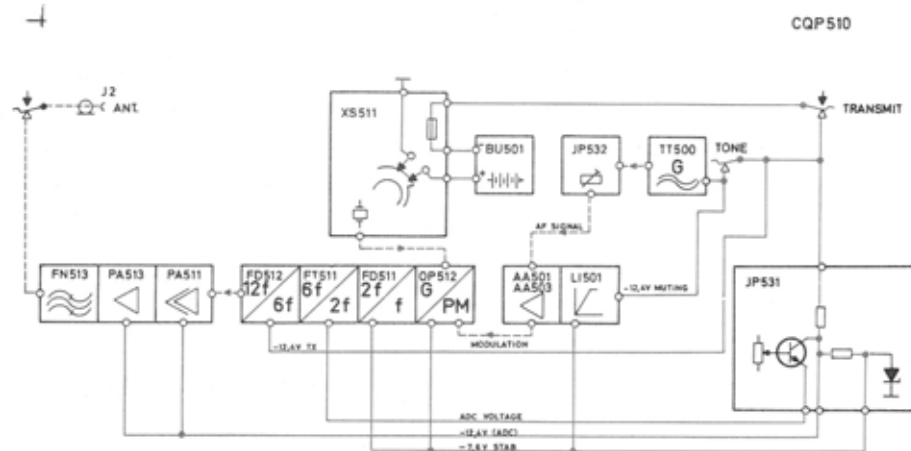 CQP510
J2
ANT.
XS511
BU501
JP532
TT500
G
TONE
TRANSMIT
AF SIGNAL
FN513
PA513
PA511
FD512
12f
6f
FT511
6f
2f
FD511
2f
f
OP512
G
PM
AA501
AA503
LI501
-12,4V MUTING
JP531
MODULATION
-12,4V TX
ADC VOLTAGE
-12,4V (ADC)
-7,6V STAB